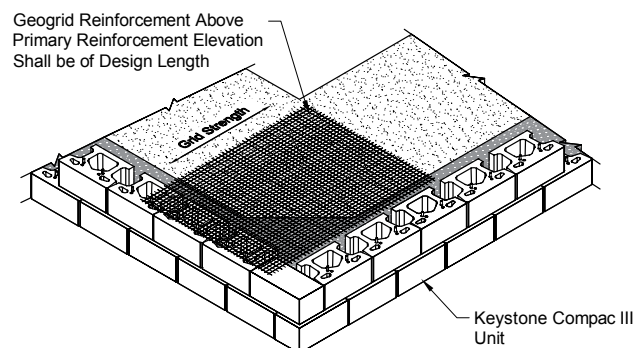 Geogrid Reinforcement Above
Primary Reinforcement Elevation
Shall be of Design Length
Grid Strength
Keystone Compac III
Unit